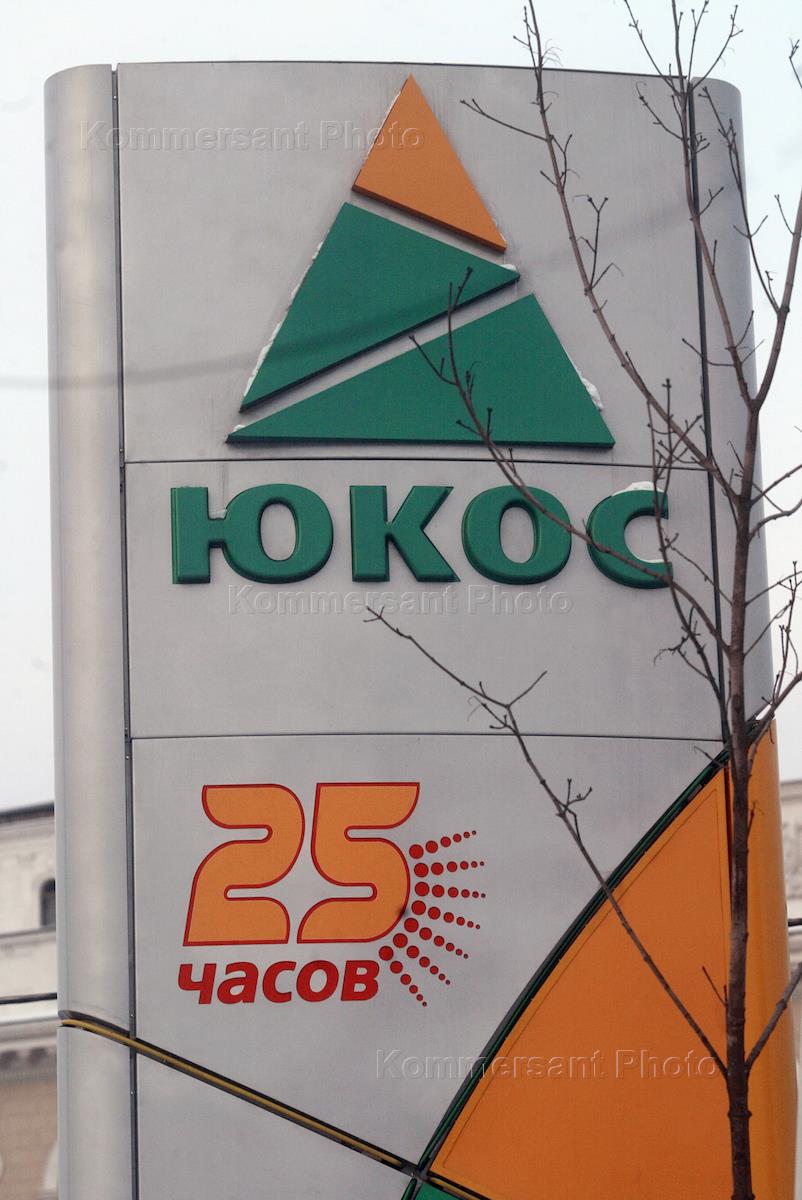 Kommersant Photo
ЮКОС
Kommersant Photo
25
часов
Kommersant Photo